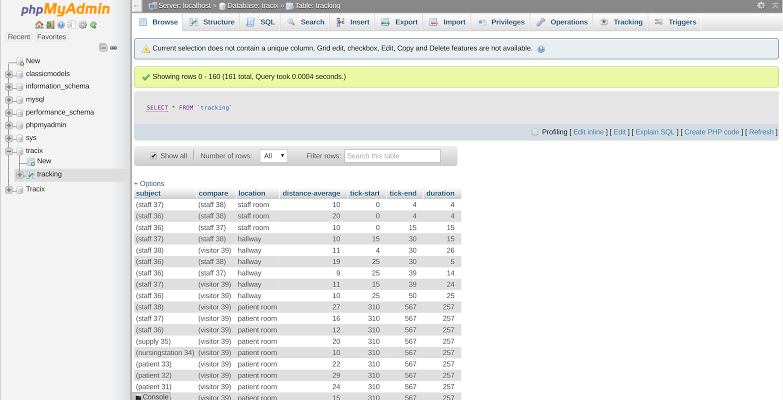 phpMyAdmin
Recent Favorites
New
classicmodels
information_schema
mysql
performance_schema
phpmyadmin
sys
tracix
New
tracking
Tracix
Server: localhost » Database: tracix » Table: tracking
Browse Structure SQL Search Insert Export Import Privileges Operations Tracking Triggers
Current selection does not contain a unique column. Grid edit, checkbox, Edit, Copy and Delete features are not available.
Showing rows 0 - 160 (161 total, Query took 0.0004 seconds.)
SELECT * FROM `tracking`
Profiling [ Edit inline ] [ Edit ] [ Explain SQL ] [ Create PHP code ] [ Refresh ]
Show all Number of rows: All Filter rows: Search this table
+ Options
subject compare location distance-average tick-start tick-end duration
(staff 37) (staff 38) staff room 10 0 4 4
(staff 36) (staff 38) staff room 20 0 4 4
(staff 36) (staff 37) staff room 10 0 15 15
(staff 37) (staff 38) hallway 10 15 30 15
(staff 38) (visitor 39) hallway 11 4 30 26
(staff 36) (staff 38) hallway 19 25 30 5
(staff 36) (staff 37) hallway 9 25 39 14
(staff 37) (visitor 39) hallway 11 15 39 24
(staff 36) (visitor 39) hallway 10 25 50 25
(staff 38) (visitor 39) patient room 27 310 567 257
(staff 37) (visitor 39) patient room 16 310 567 257
(staff 36) (visitor 39) patient room 12 310 567 257
(supply 35) (visitor 39) patient room 20 310 567 257
(nursingstation 34) (visitor 39) patient room 10 310 567 257
(patient 33) (visitor 39) patient room 22 310 567 257
(patient 32) (visitor 39) patient room 29 310 567 257
(patient 31) (visitor 39) patient room 24 310 567 257
Console (visitor 39) patient room 15 310 567 257